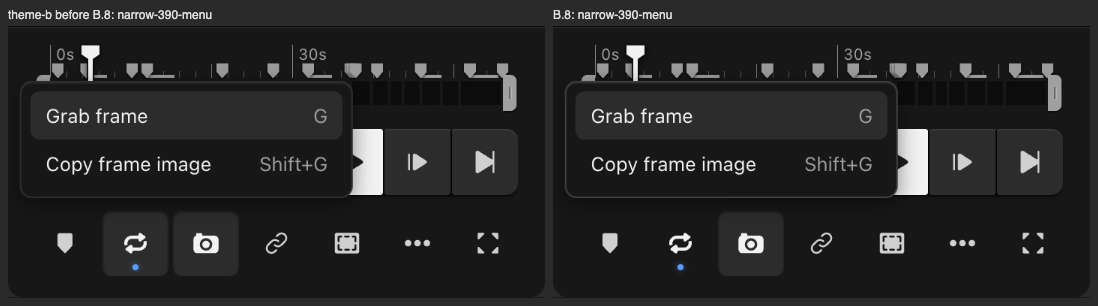 theme-b before B.8: narrow-390-menu
0s 30s
Grab frame G
Copy frame image Shift+G
B.8: narrow-390-menu
0s 30s
Grab frame G
Copy frame image Shift+G